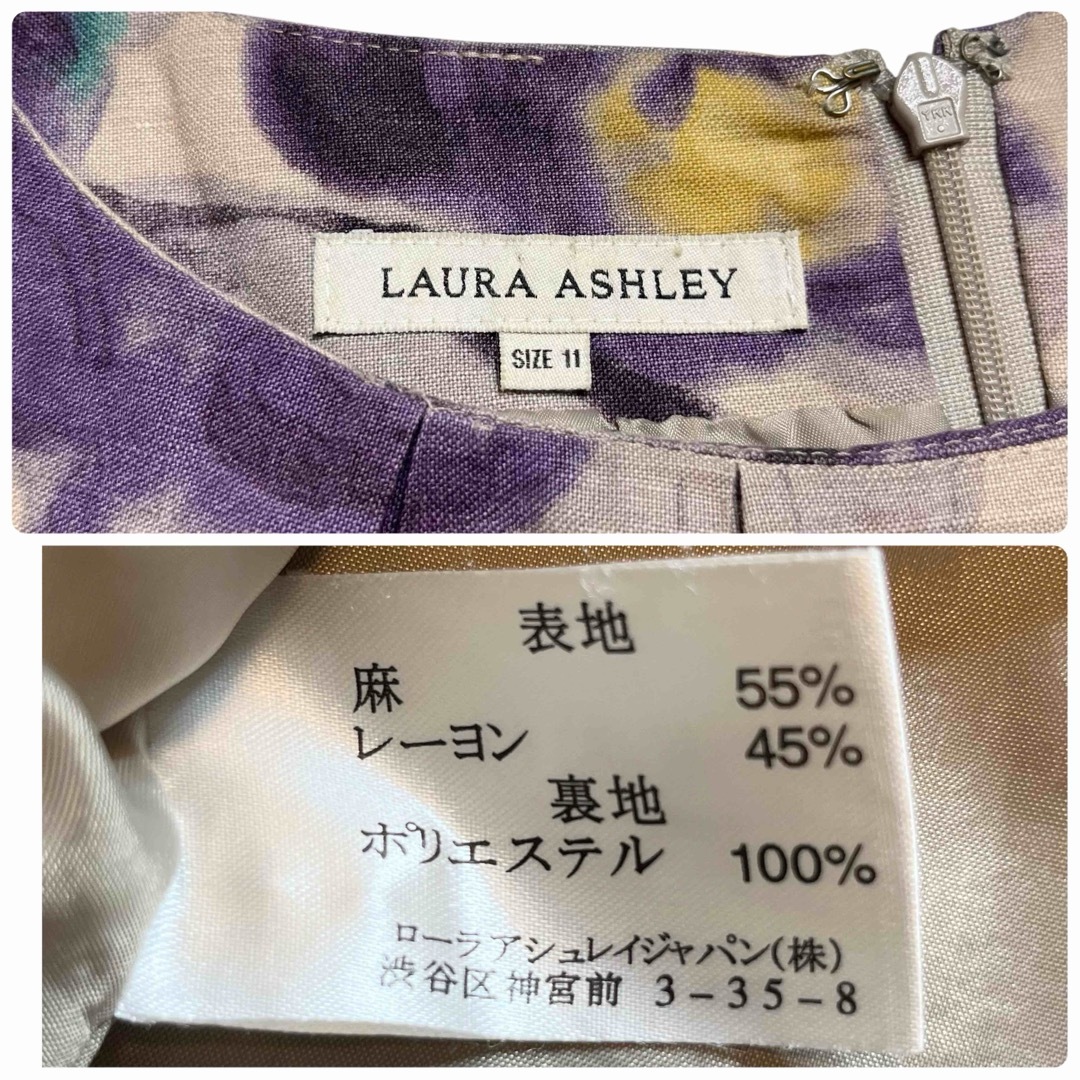 YKK
LAURA ASHLEY
SIZE 11
表地
麻 55%
レーヨン 45%
裏地
ポリエステル 100%
ローラアシュレイジャパン(株)
渋谷区神宮前 3-35-8